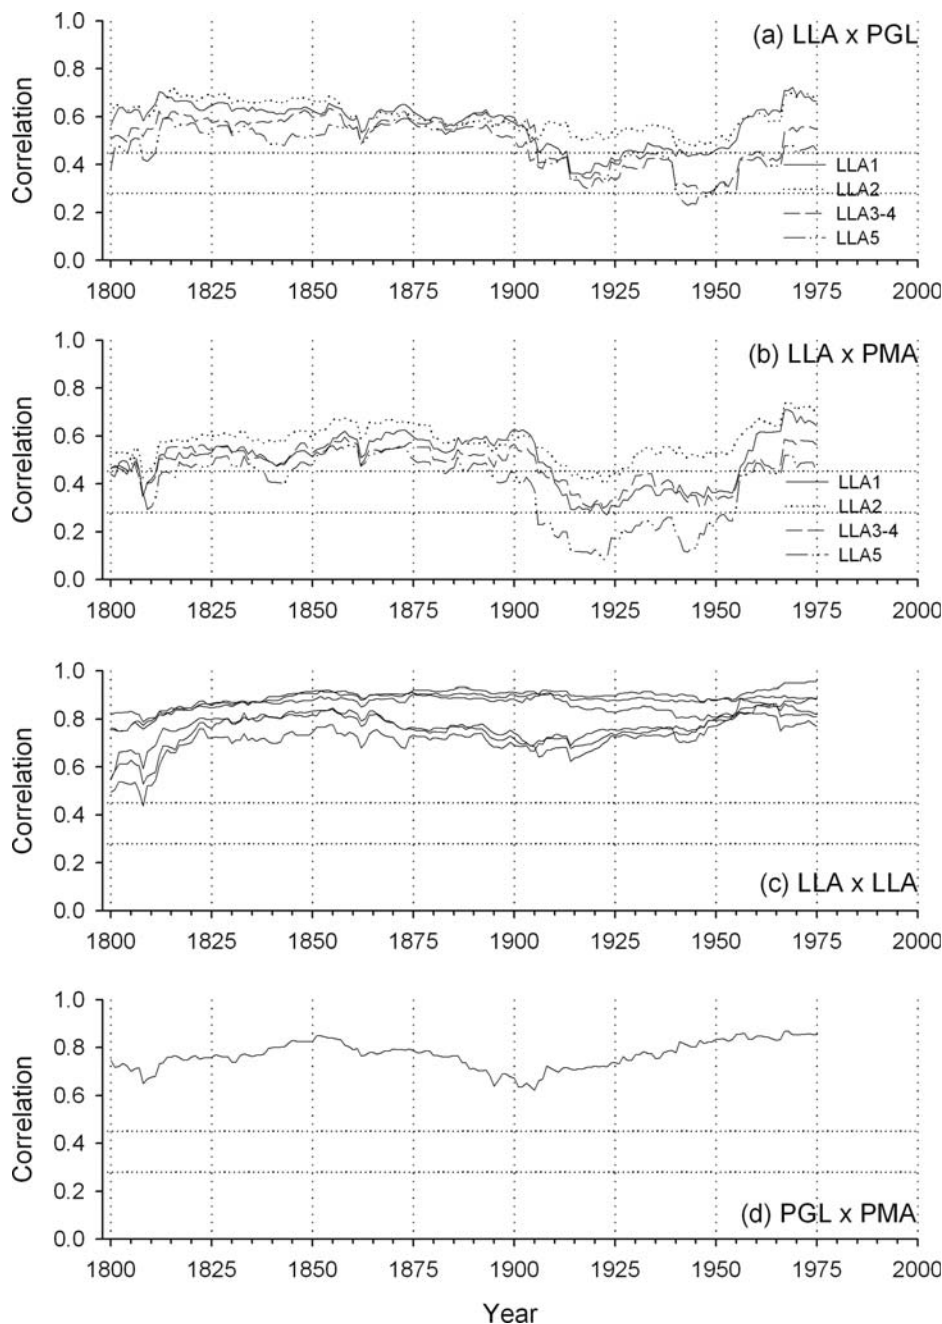 1.0
(a) LLA x PGL
0.8
0.6
0.4
LLA1
LLA2
0.2
LLA3-4
LLA5
0.0
Correlation
1800 1825 1850 1875 1900 1925 1950 1975 2000
1.0
(b) LLA x PMA
0.8
0.6
0.4
LLA1
LLA2
0.2
LLA3-4
LLA5
0.0
Correlation
1800 1825 1850 1875 1900 1925 1950 1975 2000
1.0
0.8
0.6
0.4
0.2
(c) LLA x LLA
0.0
Correlation
1800 1825 1850 1875 1900 1925 1950 1975 2000
1.0
0.8
0.6
0.4
0.2
(d) PGL x PMA
0.0
Correlation
1800 1825 1850 1875 1900 1925 1950 1975 2000
Year